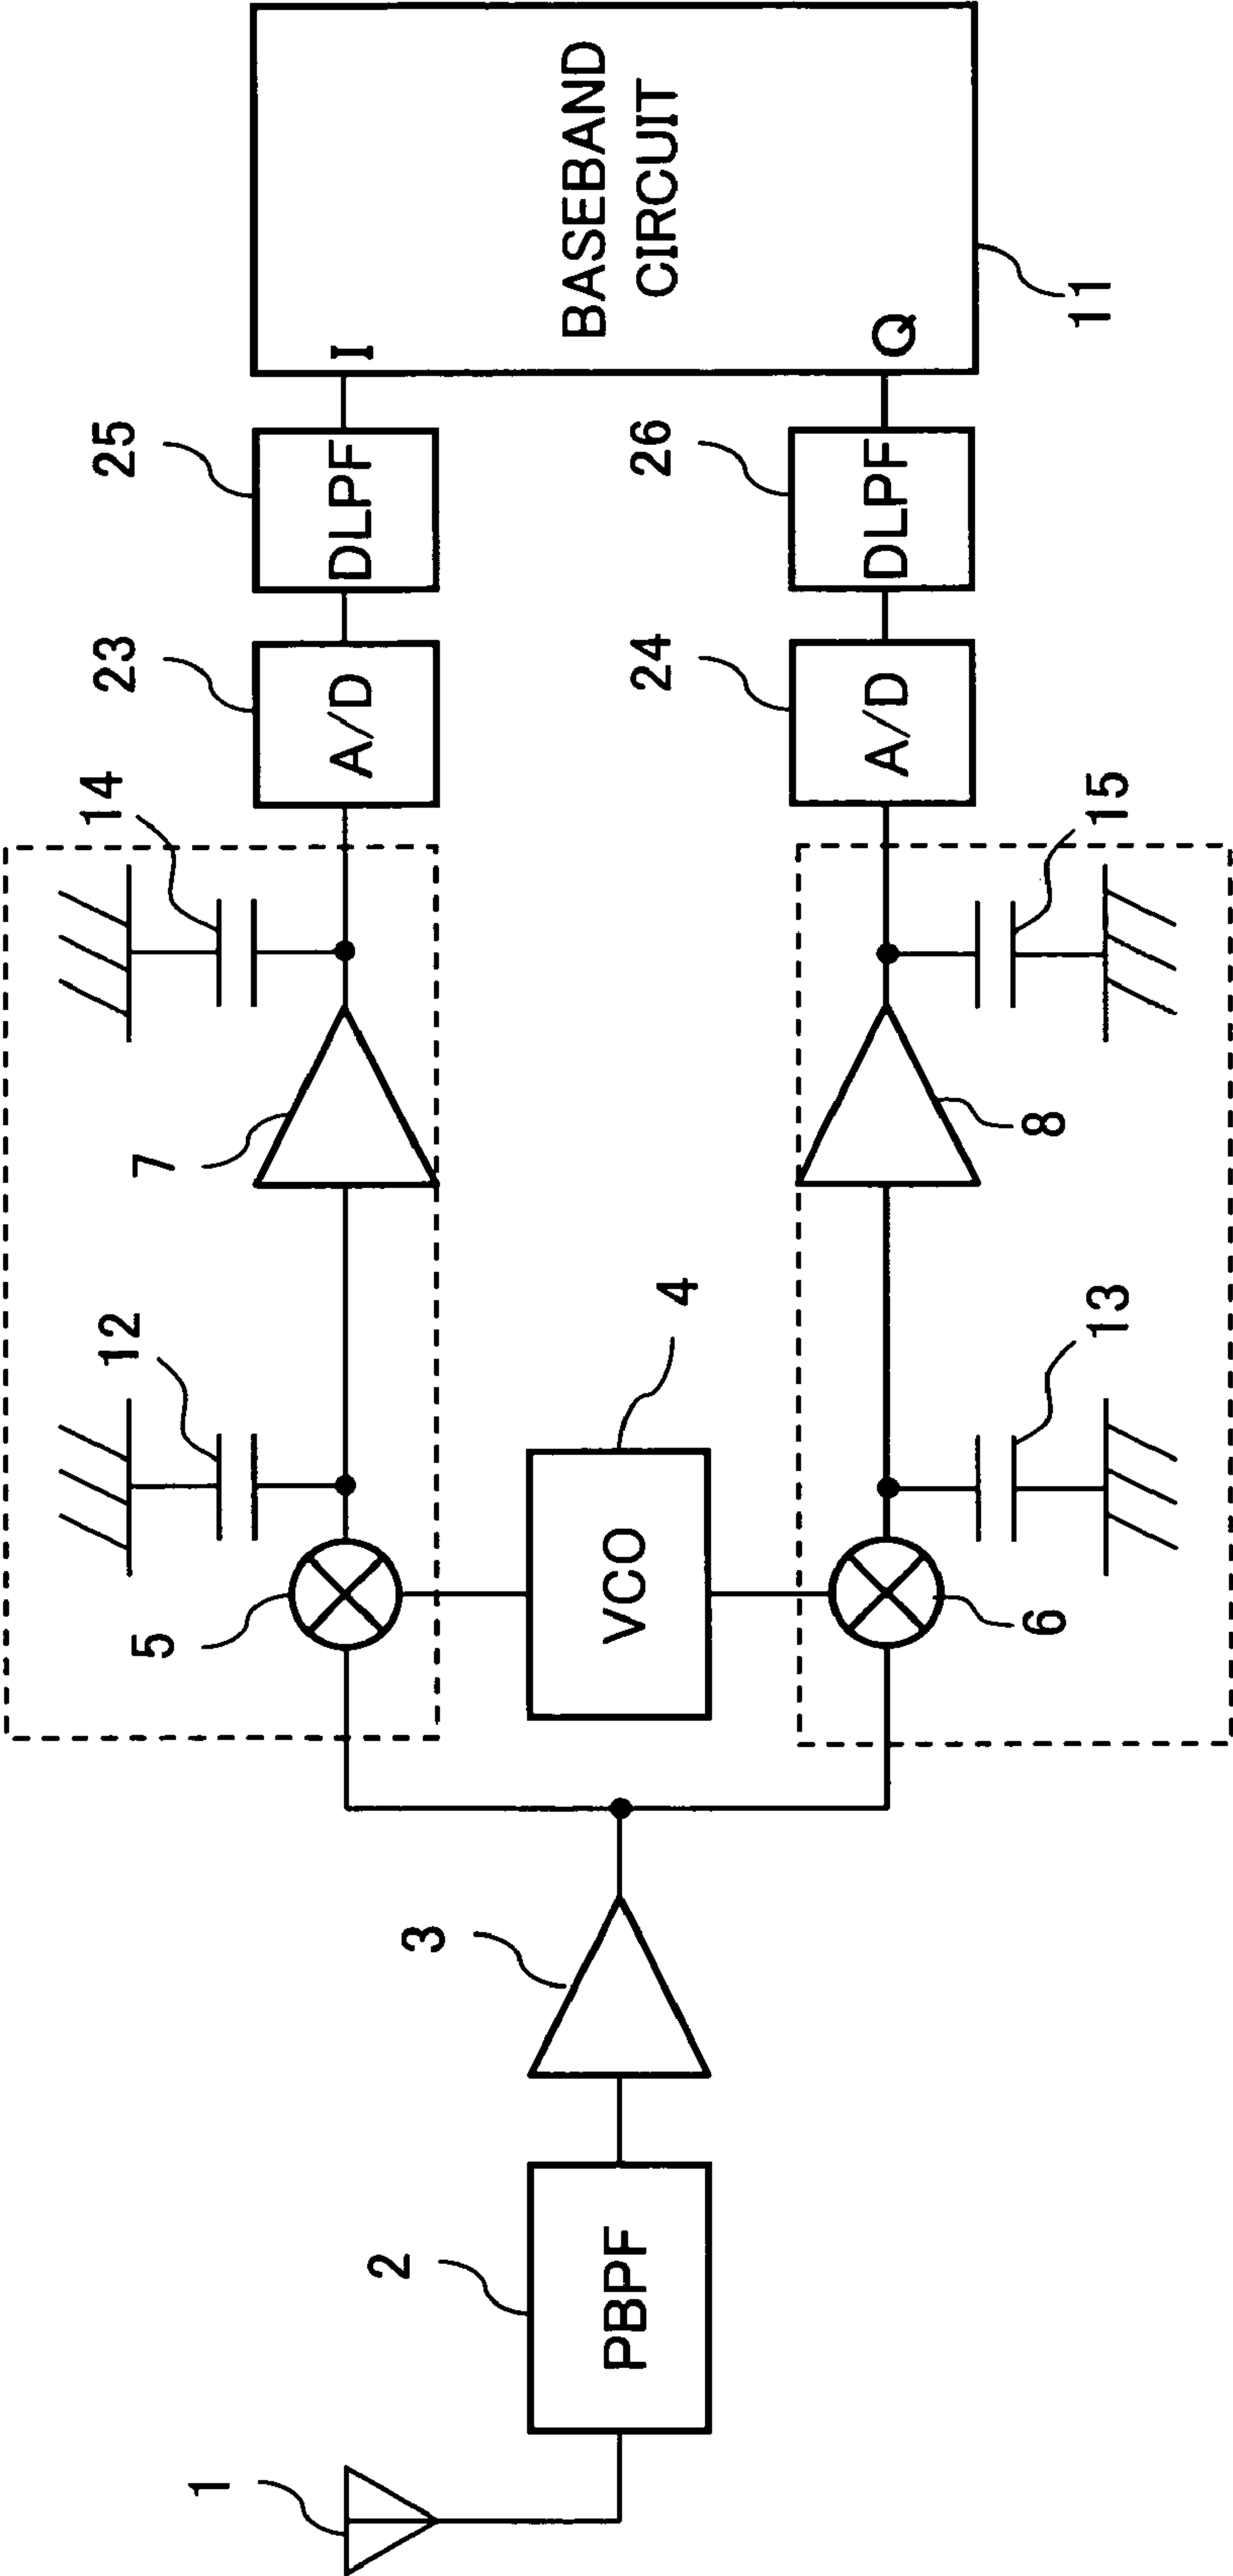 1
2
PBPF
3
5
12
7
14
23
A/D
25
DLPF
I
4
VCO
6
13
8
15
24
A/D
26
DLPF
Q
BASEBAND
CIRCUIT
11